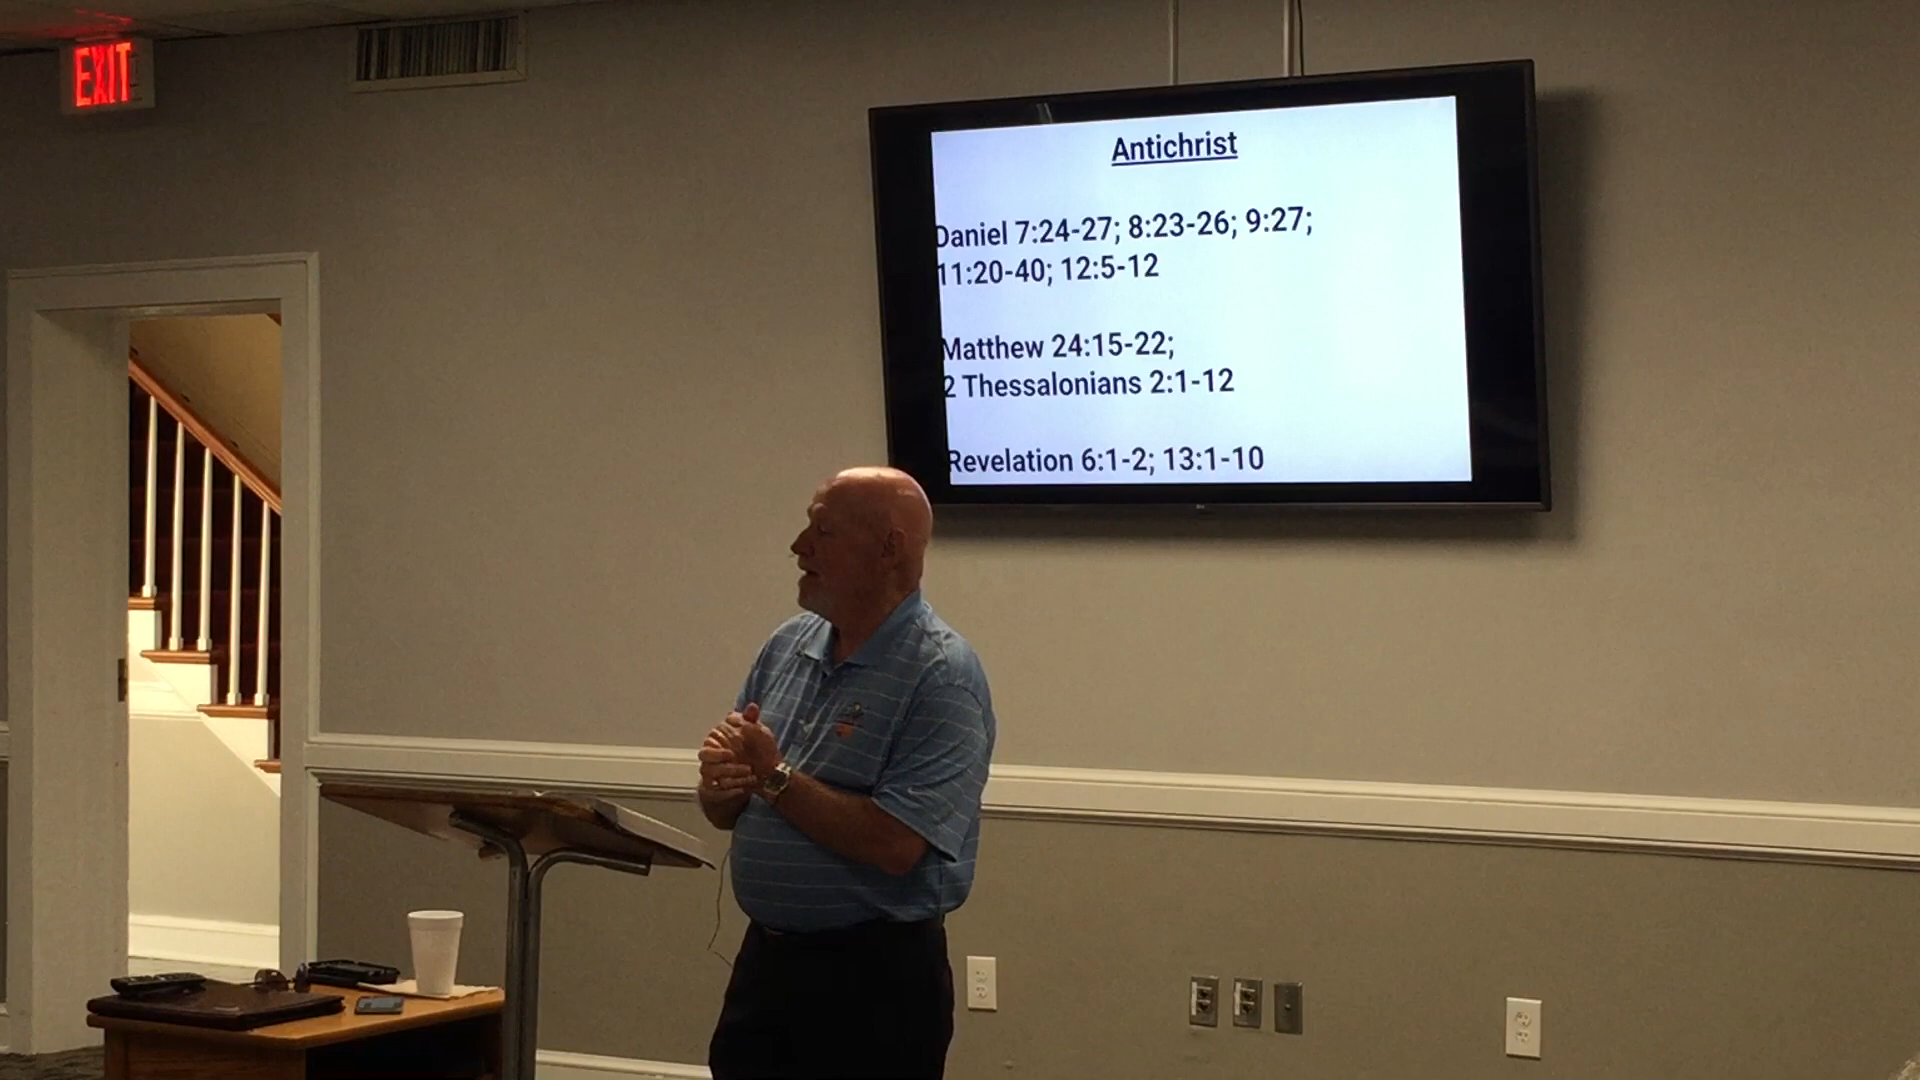 EXIT
Antichrist
Daniel 7:24-27; 8:23-26; 9:27;
11:20-40; 12:5-12
Matthew 24:15-22;
2 Thessalonians 2:1-12
Revelation 6:1-2; 13:1-10